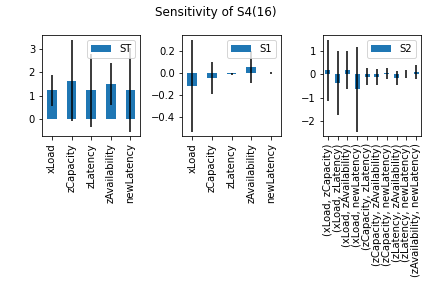 Sensitivity of S4(16)
ST
3
2
1
0
xLoad
zCapacity
zLatency
zAvailability
newLatency
S1
0.2
0.0
−0.2
−0.4
xLoad
zCapacity
zLatency
zAvailability
newLatency
S2
1
0
−1
−2
(xLoad, zCapacity)
(xLoad, zLatency)
(xLoad, zAvailability)
(xLoad, newLatency)
(zCapacity, zLatency)
(zCapacity, zAvailability)
(zCapacity, newLatency)
(zLatency, zAvailability)
(zLatency, newLatency)
(zAvailability, newLatency)